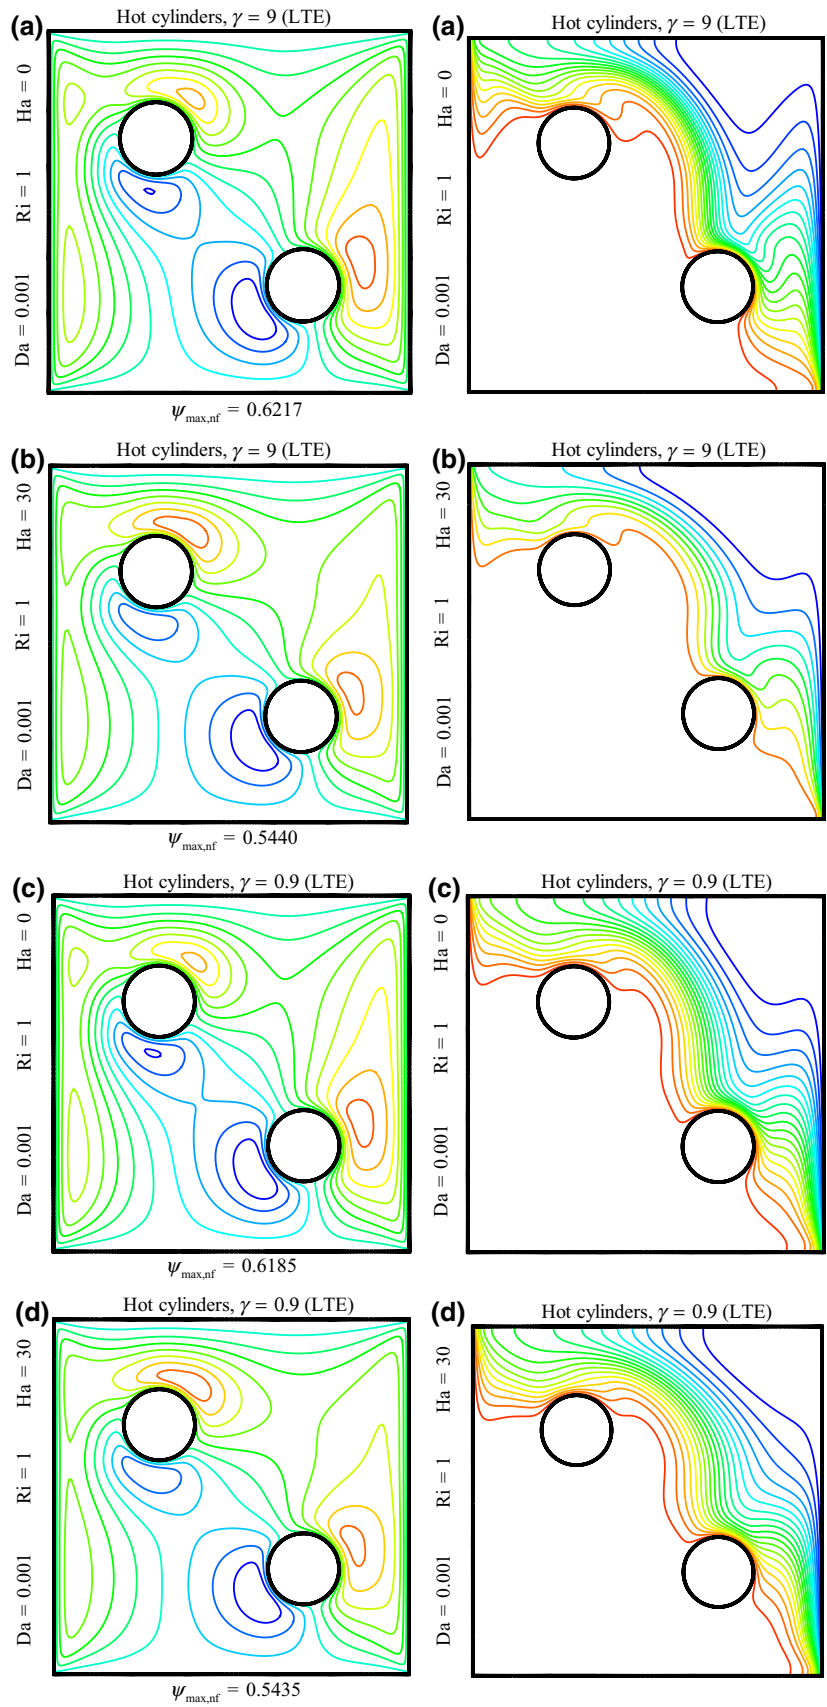 (a)
Hot cylinders, γ = 9 (LTE)
Ha = 0
Ri = 1
Da = 0.001
ψmax,nf = 0.6217
(a)
Hot cylinders, γ = 9 (LTE)
Ha = 0
Ri = 1
Da = 0.001
(b)
Hot cylinders, γ = 9 (LTE)
Ha = 30
Ri = 1
Da = 0.001
ψmax,nf = 0.5440
(b)
Hot cylinders, γ = 9 (LTE)
Ha = 30
Ri = 1
Da = 0.001
(c)
Hot cylinders, γ = 0.9 (LTE)
Ha = 0
Ri = 1
Da = 0.001
ψmax,nf = 0.6185
(c)
Hot cylinders, γ = 0.9 (LTE)
Ha = 0
Ri = 1
Da = 0.001
(d)
Hot cylinders, γ = 0.9 (LTE)
Ha = 30
Ri = 1
Da = 0.001
ψmax,nf = 0.5435
(d)
Hot cylinders, γ = 0.9 (LTE)
Ha = 30
Ri = 1
Da = 0.001